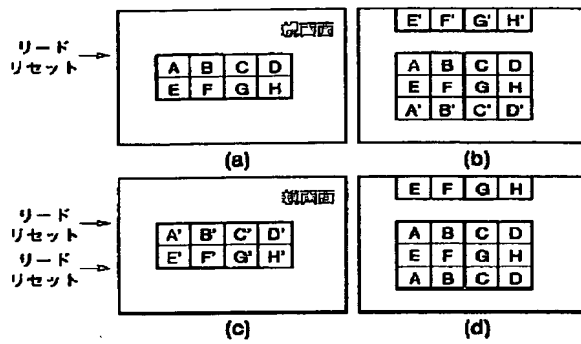 E' F' G' H'
リード
リセット
A B C D
E F G H
A B C D
E F G H
A' B' C' D'
(a)
(b)
E F G H
リード
リセット
リード
リセット
A' B' C' D'
E' F' G' H'
A B C D
E F G H
A B C D
(c)
(d)